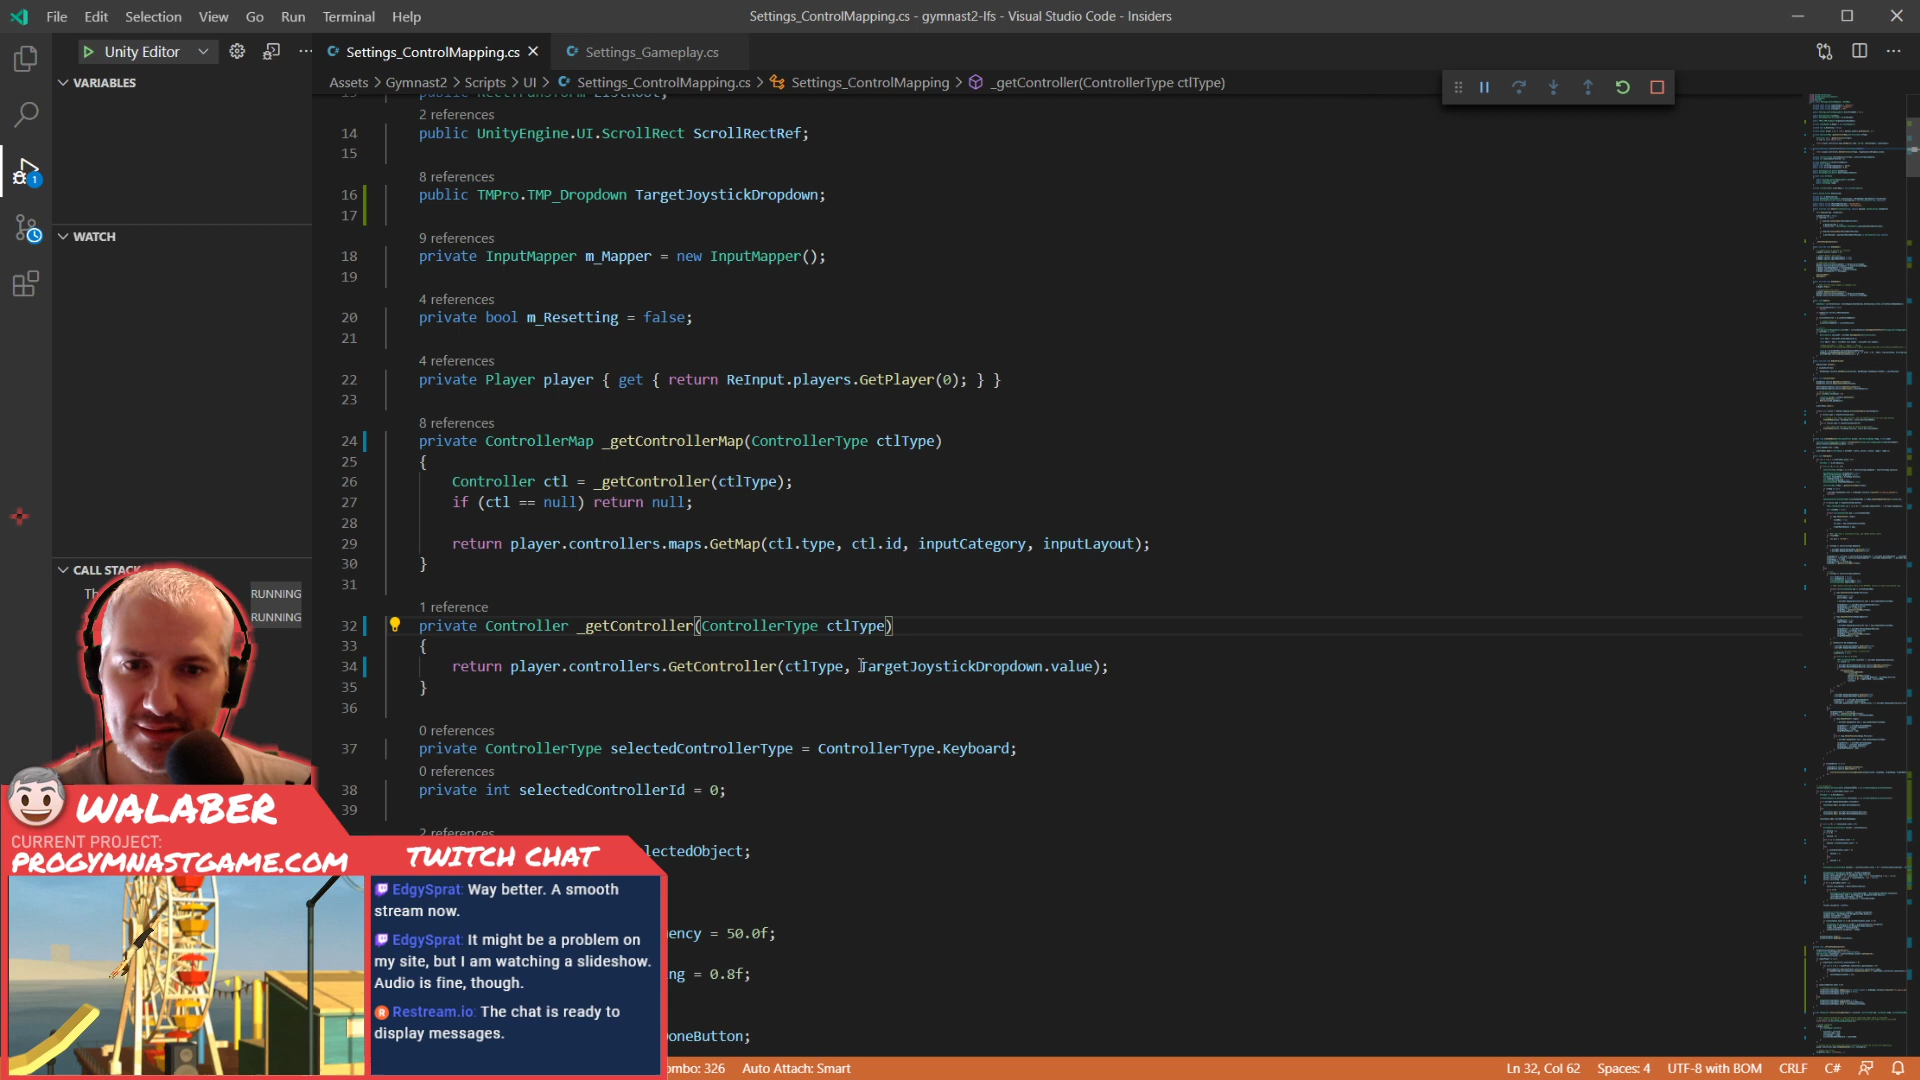 File Edit Selection View Go Run Terminal Help
Settings_ControlMapping.cs - gymnast2-lfs - Visual Studio Code - Insiders
Unity Editor
Settings_ControlMapping.cs
Settings_Gameplay.cs
Assets > Gymnast2 > Scripts > UI > Settings_ControlMapping.cs > Settings_ControlMapping > _getController(ControllerType ctlType)
VARIABLES
WATCH
CALL STACK
RUNNING
RUNNING
1
2 references
14 public UnityEngine.UI.ScrollRect ScrollRectRef;
15
8 references
16 public TMPro.TMP_Dropdown TargetJoystickDropdown;
17
9 references
18 private InputMapper m_Mapper = new InputMapper();
19
4 references
20 private bool m_Resetting = false;
21
4 references
22 private Player player { get { return ReInput.players.GetPlayer(0); } }
23
8 references
24 private ControllerMap _getControllerMap(ControllerType ctlType)
25 {
26 Controller ctl = _getController(ctlType);
27 if (ctl == null) return null;
28
29 return player.controllers.maps.GetMap(ctl.type, ctl.id, inputCategory, inputLayout);
30 }
31
1 reference
32 private Controller _getController(ControllerType ctlType)
33 {
34 return player.controllers.GetController(ctlType, TargetJoystickDropdown.value);
35 }
36
0 references
37 private ControllerType selectedControllerType = ControllerType.Keyboard;
0 references
38 private int selectedControllerId = 0;
39
2 references
lectedObject;
ency = 50.0f;
ng = 0.8f;
oneButton;
WALABER
CURRENT PROJECT:
PROGYMNASTGAME.COM
TWITCH CHAT
EdgySprat: Way better. A smooth
stream now.
EdgySprat: It might be a problem on
my site, but I am watching a slideshow.
Audio is fine, though.
Restream.io: The chat is ready to
display messages.
ombo: 326 Auto Attach: Smart
Ln 32, Col 62 Spaces: 4 UTF-8 with BOM CRLF C#